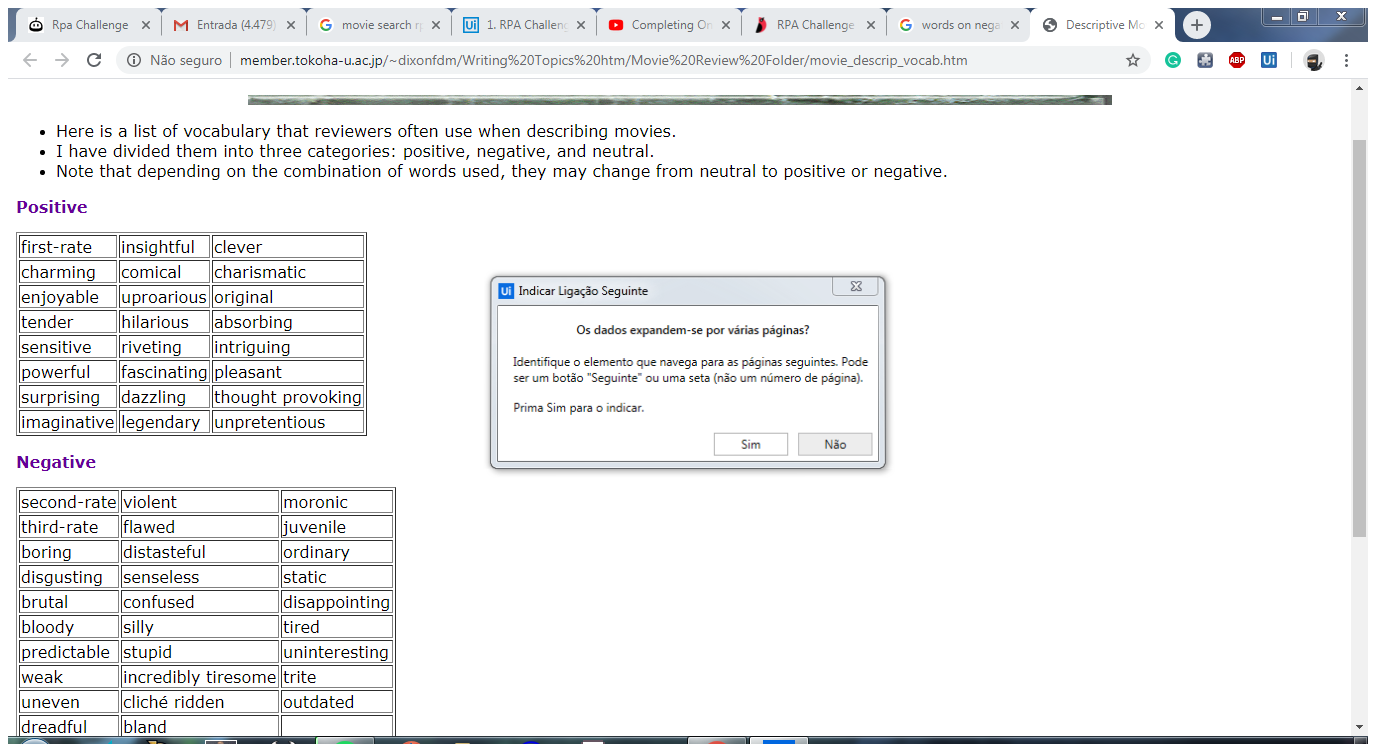 Rpa Challenge
Entrada (4.479)
movie search r
1. RPA Challeng
Completing On
RPA Challenge
words on nega
Descriptive Mo
Não seguro | member.tokoha-u.ac.jp/~dixonfdm/Writing%20Topics%20htm/Movie%20Review%20Folder/movie_descrip_vocab.htm
ABP
Ui
• Here is a list of vocabulary that reviewers often use when describing movies.
• I have divided them into three categories: positive, negative, and neutral.
• Note that depending on the combination of words used, they may change from neutral to positive or negative.
Positive
first-rate insightful clever
charming comical charismatic
enjoyable uproarious original
tender hilarious absorbing
sensitive riveting intriguing
powerful fascinating pleasant
surprising dazzling thought provoking
imaginative legendary unpretentious
Ui Indicar Ligação Seguinte
Os dados expandem-se por várias páginas?
Identifique o elemento que navega para as páginas seguintes. Pode
ser um botão "Seguinte" ou uma seta (não um número de página).
Prima Sim para o indicar.
Sim
Não
Negative
second-rate violent moronic
third-rate flawed juvenile
boring distasteful ordinary
disgusting senseless static
brutal confused disappointing
bloody silly tired
predictable stupid uninteresting
weak incredibly tiresome trite
uneven cliché ridden outdated
dreadful bland